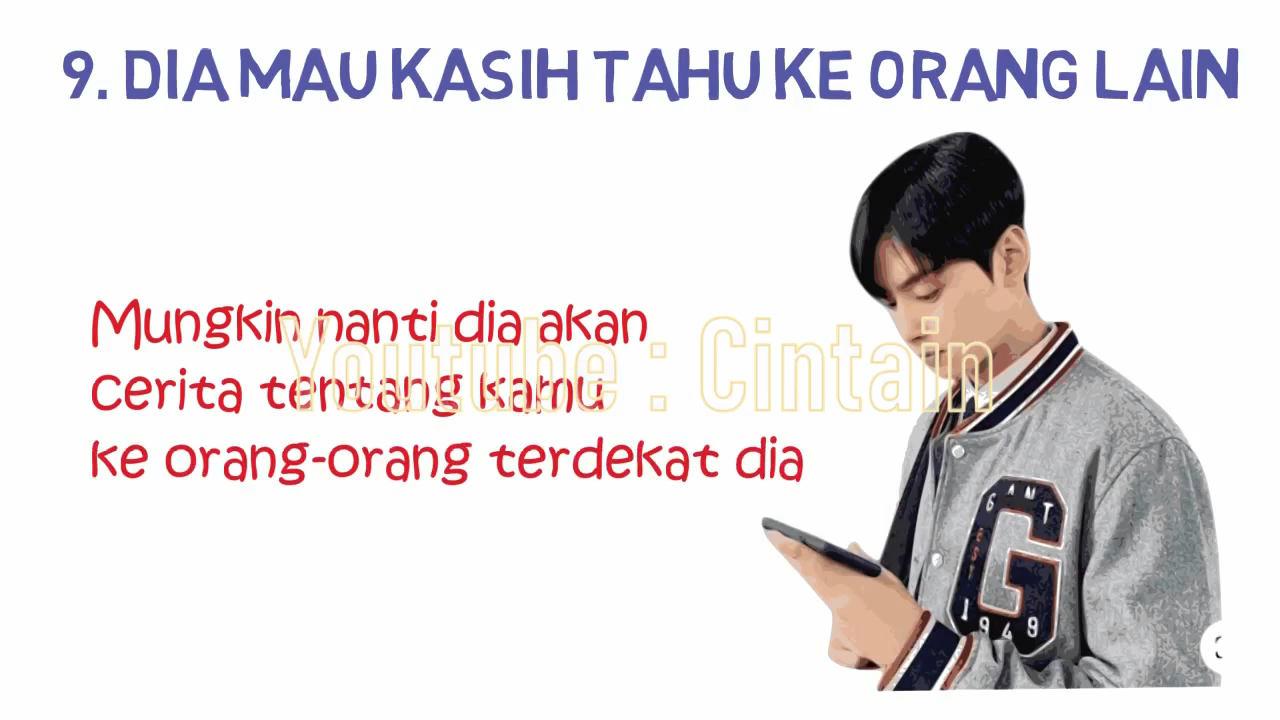 9. DIA MAU KASIH TAHU KE ORANG LAIN
Mungkin nanti dia akan
cerita tentang kamu
ke orang-orang terdekat dia
Youtube : Cintain
G A M T
G
1949